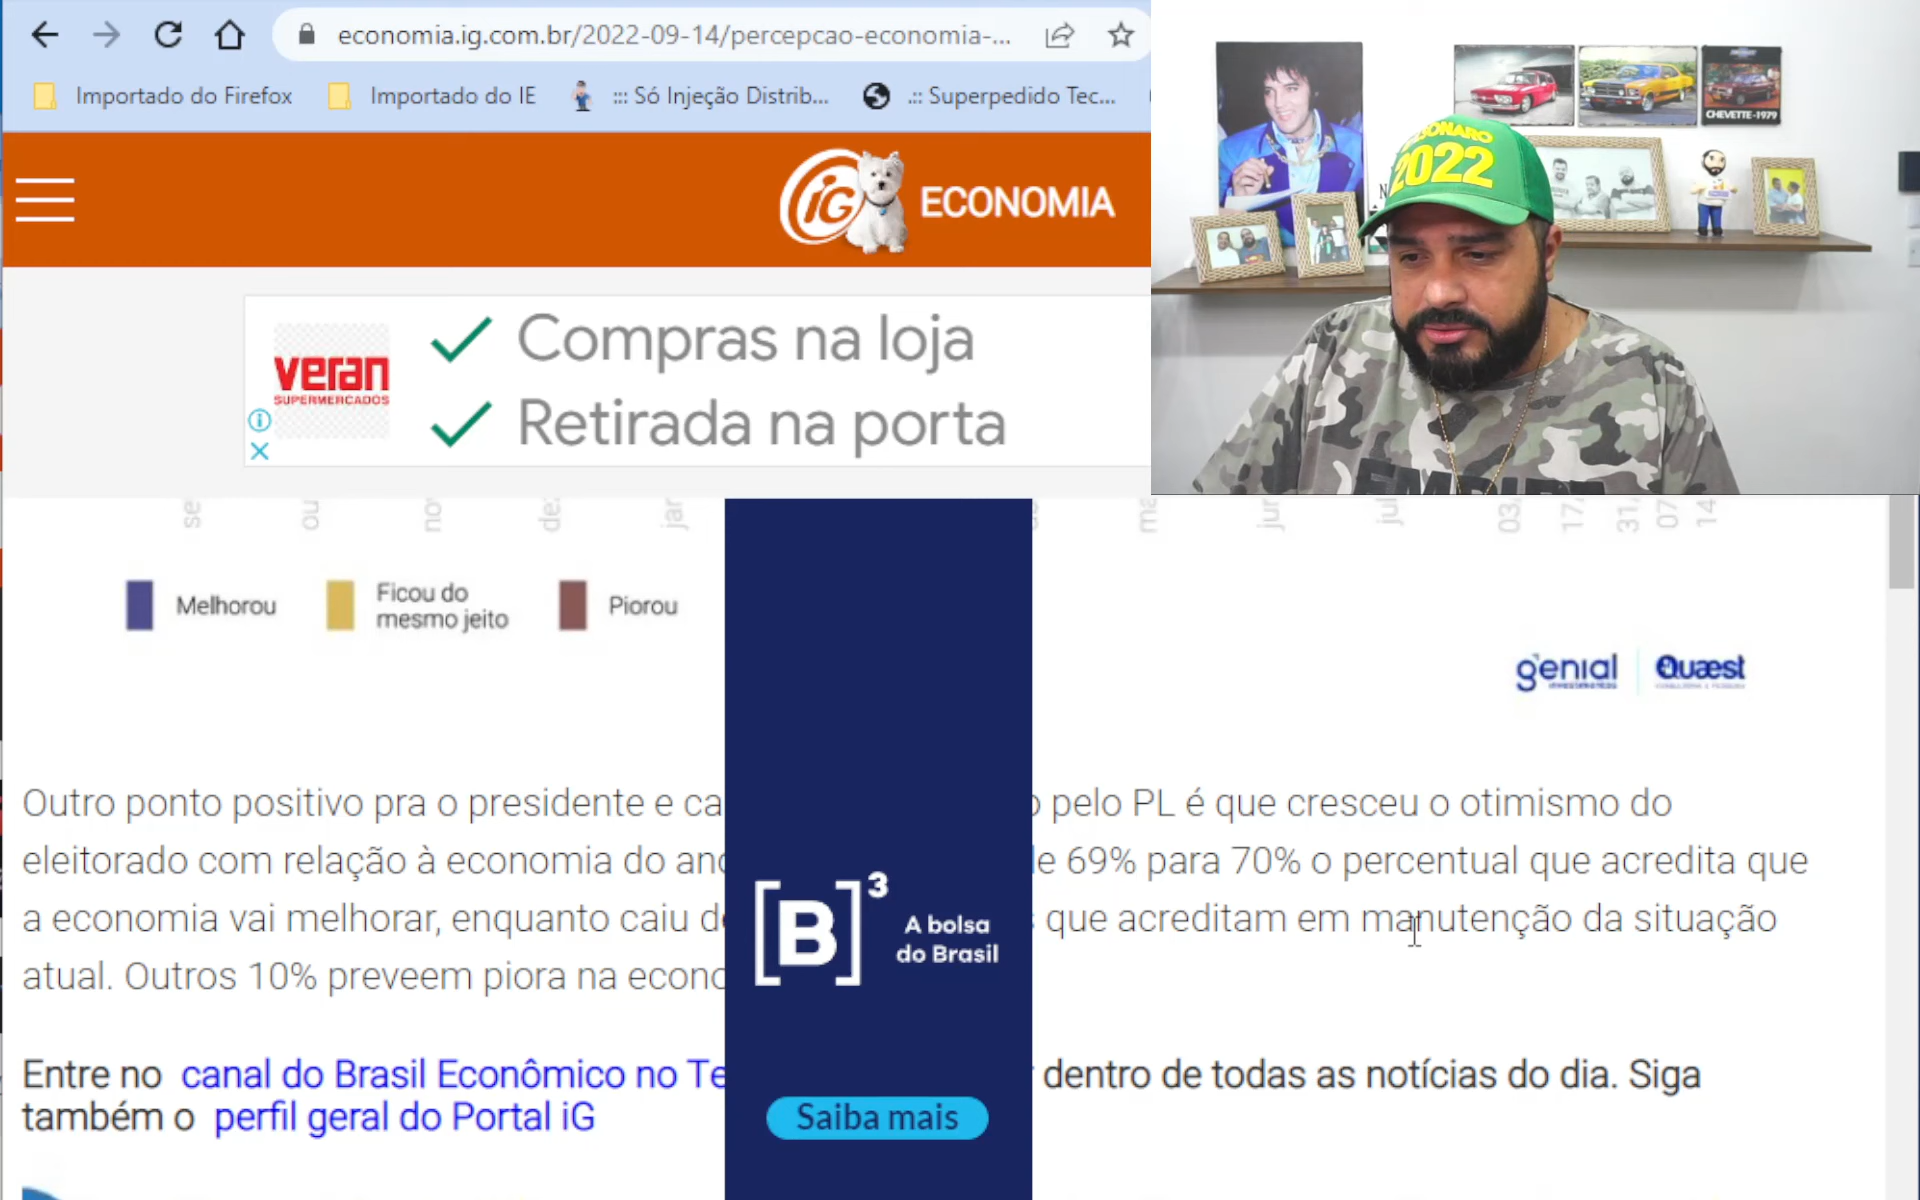 economia.ig.com.br/2022-09-14/percepcao-economia-...
Importado do Firefox
Importado do IE
::: Só Injeção Distrib...
.:: Superpedido Tec...
iG
ECONOMIA
veran
SUPERMERCADOS
Compras na loja
Retirada na porta
2022
CHEVETTE-1979
Melhorou
Ficou do
mesmo jeito
Piorou
genial
investimentos
Quæst
Outro ponto positivo pra o presidente e ca
o pelo PL é que cresceu o otimismo do
eleitorado com relação à economia do ano
de 69% para 70% o percentual que acredita que
a economia vai melhorar, enquanto caiu de
que acreditam em manutenção da situação
atual. Outros 10% preveem piora na econo
[B]³
A bolsa
do Brasil
Entre no canal do Brasil Econômico no Te
dentro de todas as notícias do dia. Siga
também o perfil geral do Portal iG
Saiba mais